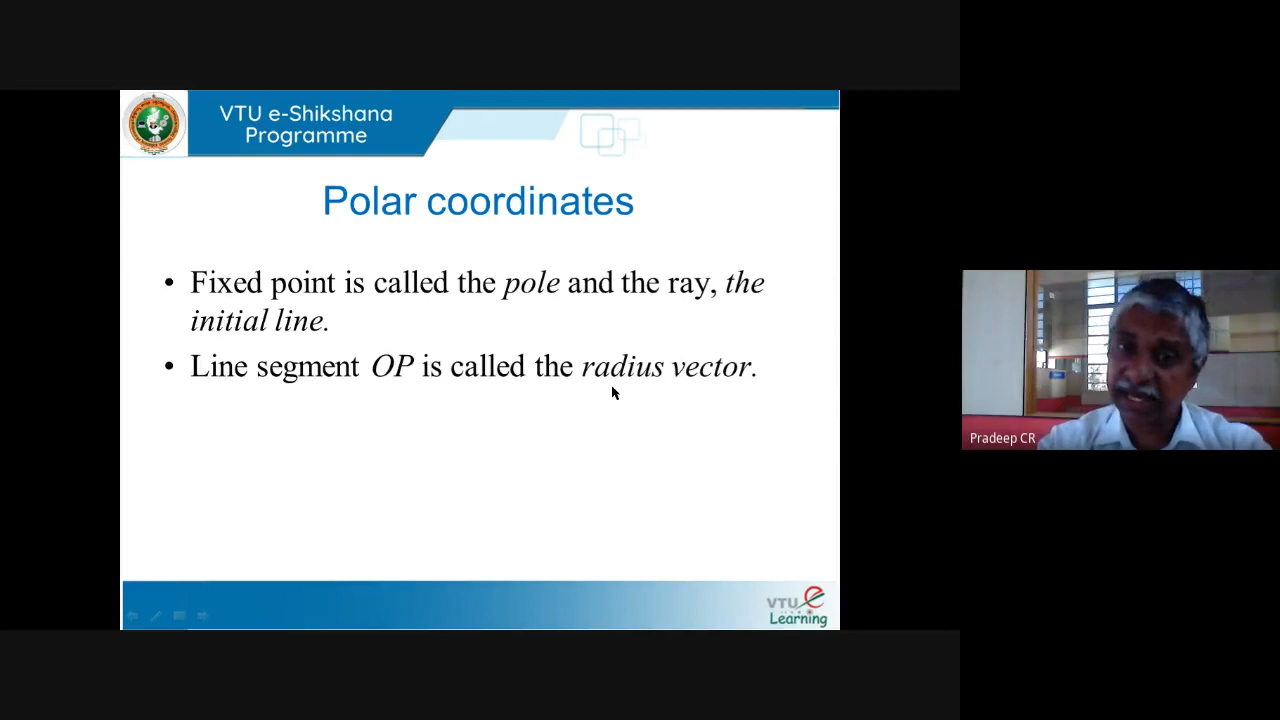 VTU e-Shikshana
Programme
Polar coordinates
• Fixed point is called the pole and the ray, the
initial line.
• Line segment OP is called the radius vector.
Pradeep CR
VTU e
Learning